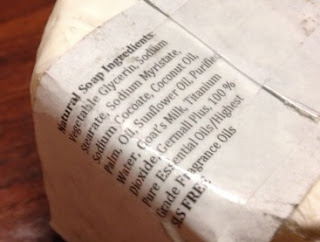 Natural Soap Ingredients:
Vegetable Glycerin, Sodium
stearate, Sodium Myristate,
Sodium Cocoate, Coconut Oil,
Palm, Oil, Sunflower Oil, Purified
Water, Goat's Milk, Titanium
Dioxide, Germall Plus, 100 %
Pure Essential Oils/Highest
Grade Fragrance Oils
FREE